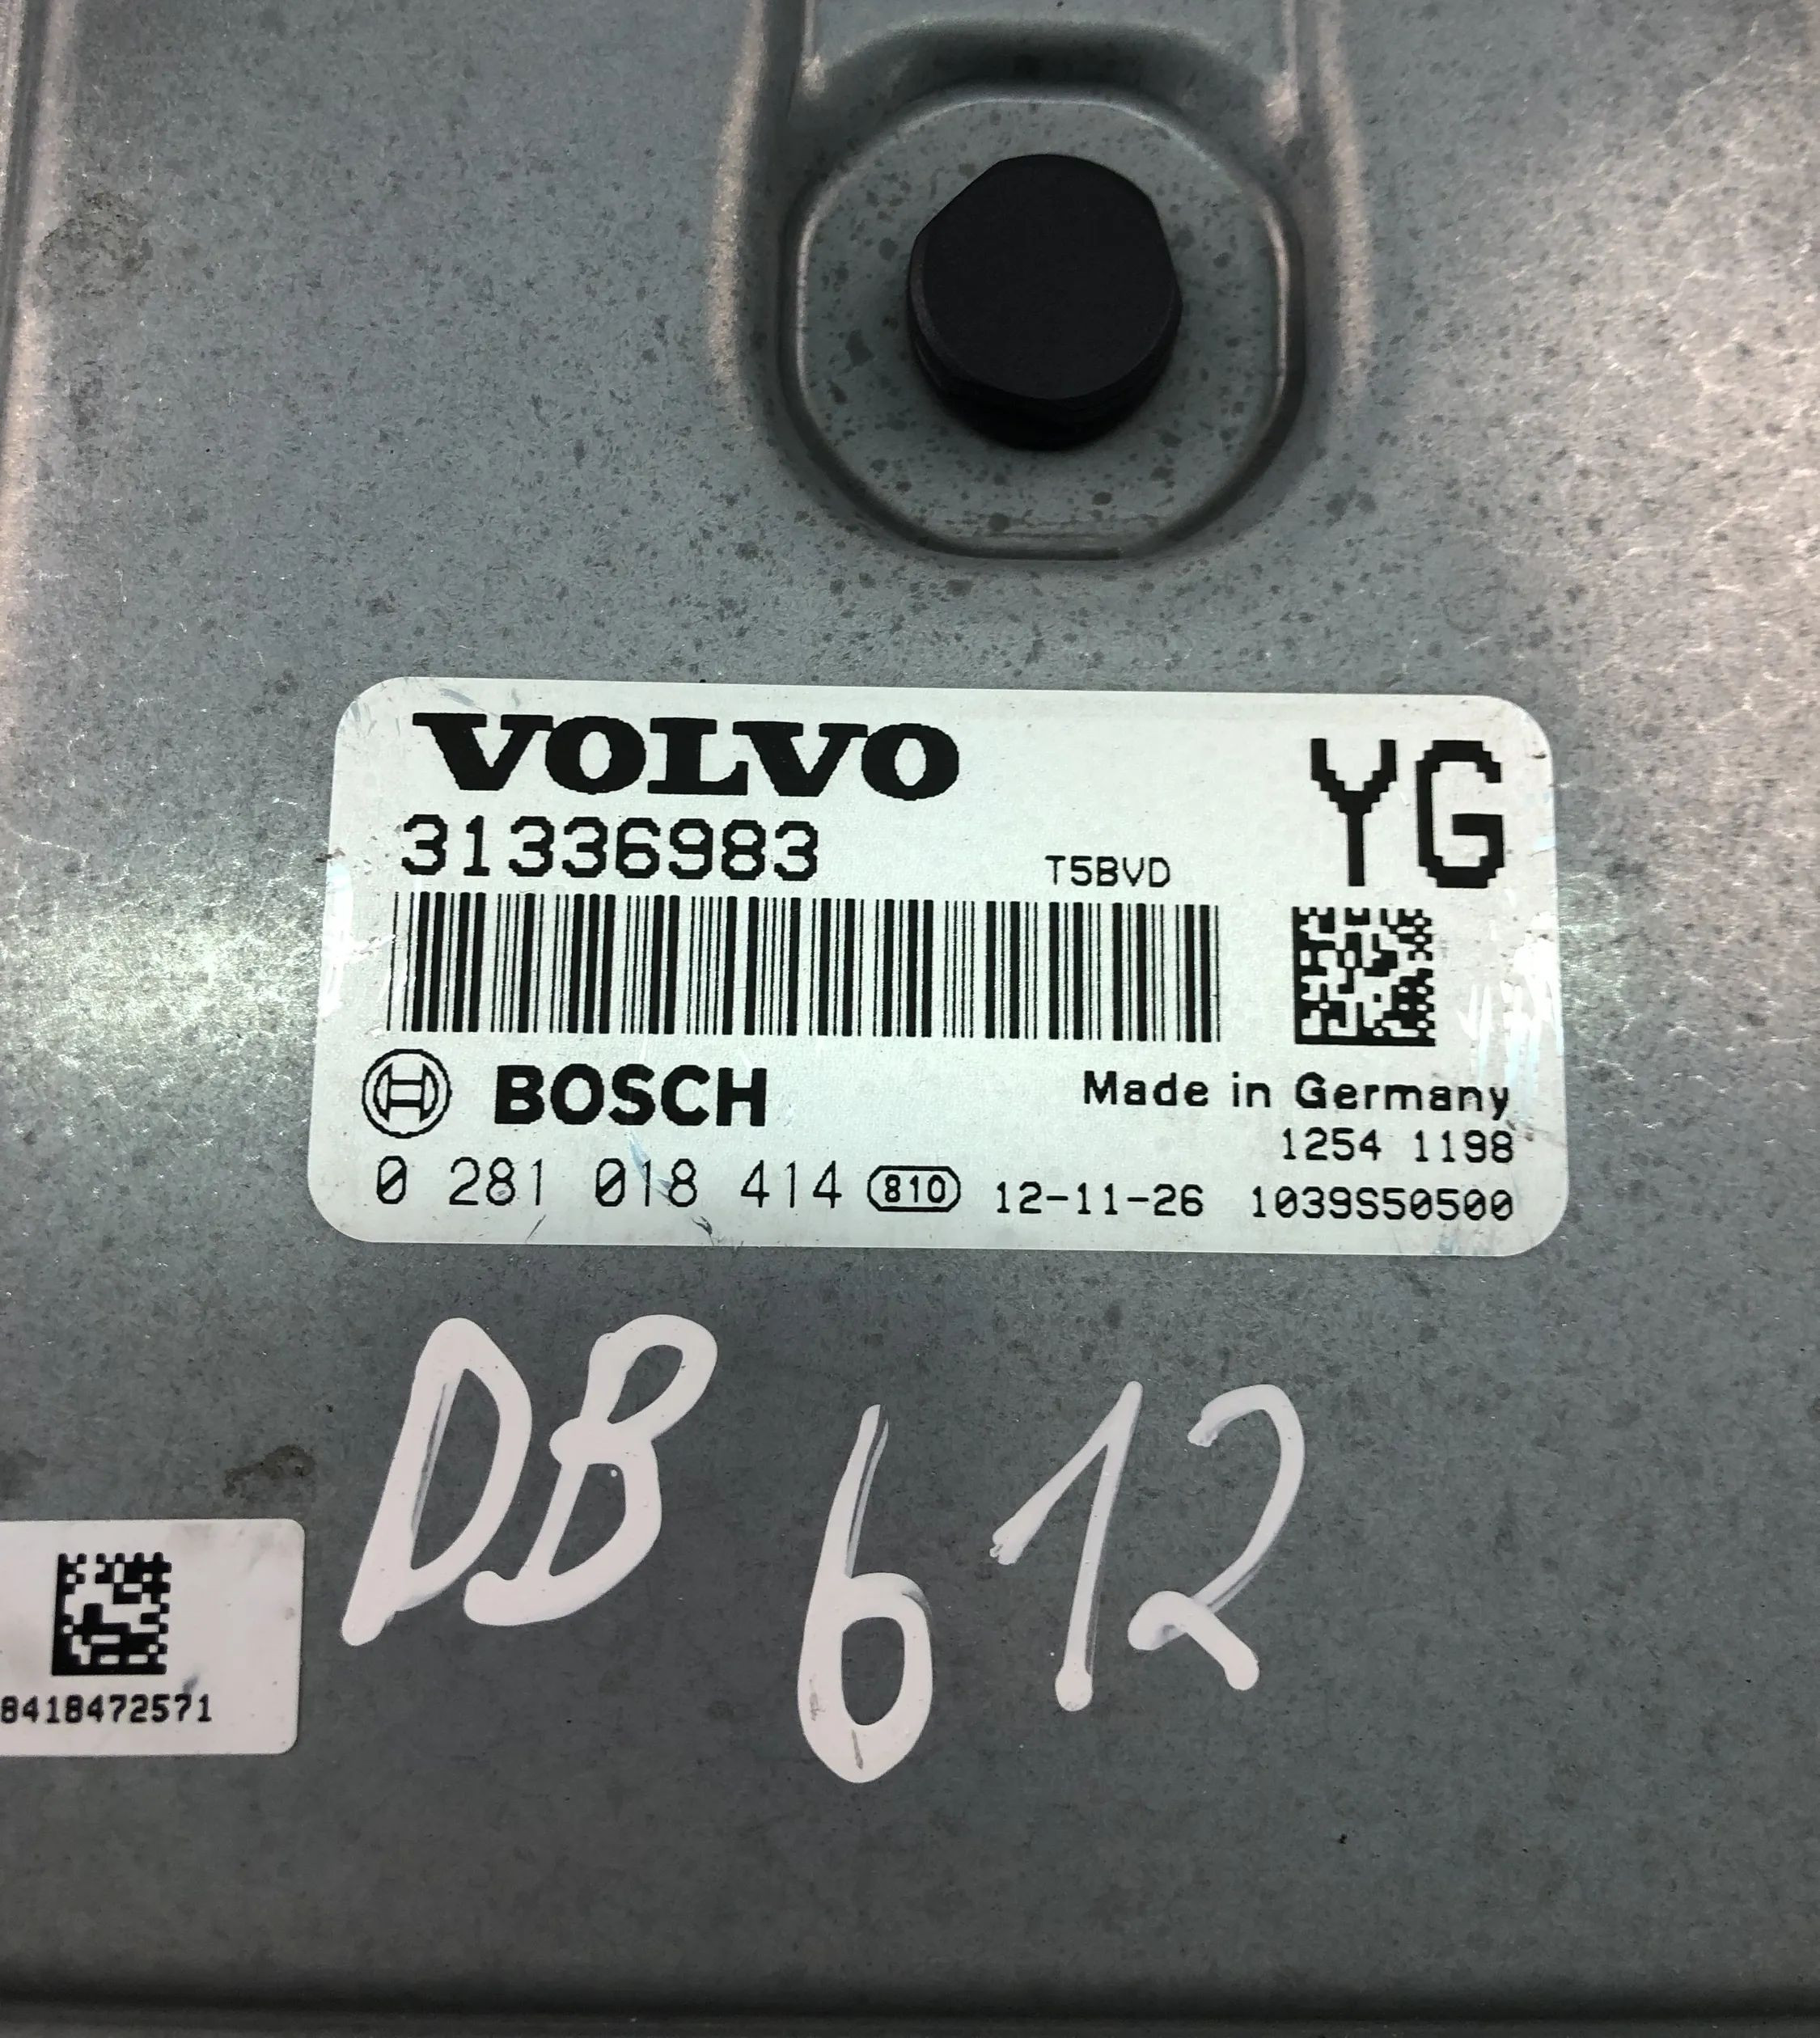 VOLVO
YG
31336983 T5BVD
BOSCH Made in Germany
1254 1198
0 281 018 414 810 12-11-26 1039S50500
DB 612
8418472571